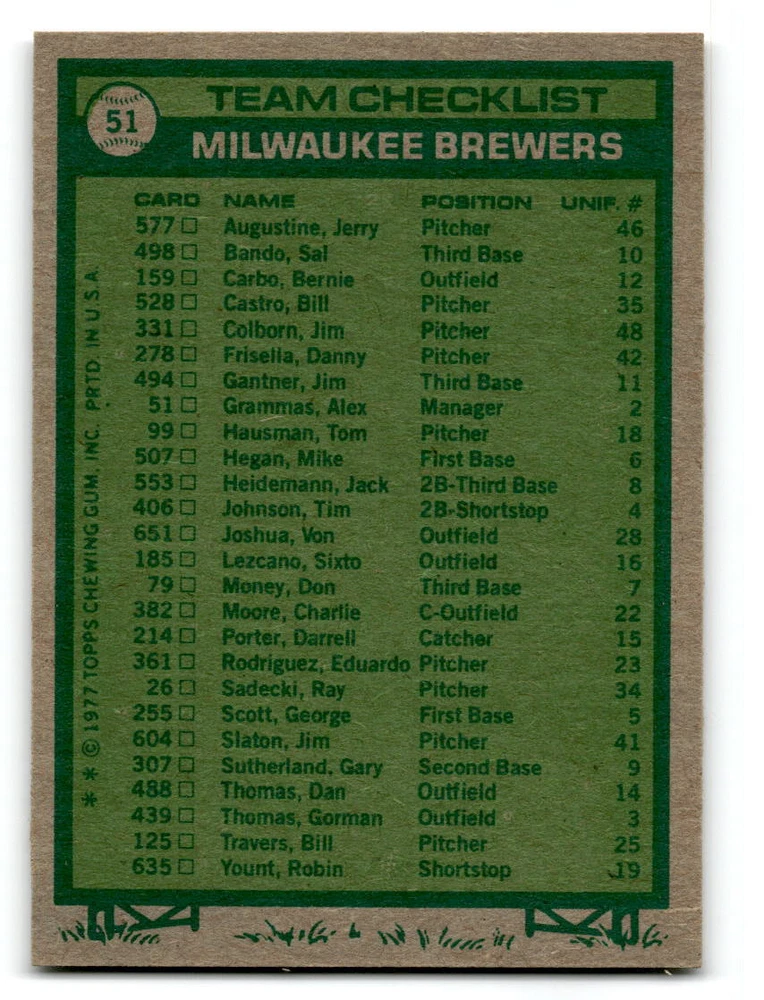 51
TEAM CHECKLIST
MILWAUKEE BREWERS
CARD NAME POSITION UNIF. #
577 □ Augustine, Jerry Pitcher 46
498 □ Bando, Sal Third Base 10
159 □ Carbo, Bernie Outfield 12
528 □ Castro, Bill Pitcher 35
331 □ Colborn, Jim Pitcher 48
278 □ Frisella, Danny Pitcher 42
494 □ Gantner, Jim Third Base 11
51 □ Grammas, Alex Manager 2
99 □ Hausman, Tom Pitcher 18
507 □ Hegan, Mike First Base 6
553 □ Heidemann, Jack 2B-Third Base 8
406 □ Johnson, Tim 2B-Shortstop 4
651 □ Joshua, Von Outfield 28
185 □ Lezcano, Sixto Outfield 16
79 □ Money, Don Third Base 7
382 □ Moore, Charlie C-Outfield 22
214 □ Porter, Darrell Catcher 15
361 □ Rodriguez, Eduardo Pitcher 23
26 □ Sadecki, Ray Pitcher 34
255 □ Scott, George First Base 5
604 □ Slaton, Jim Pitcher 41
307 □ Sutherland, Gary Second Base 9
488 □ Thomas, Dan Outfield 14
439 □ Thomas, Gorman Outfield 3
125 □ Travers, Bill Pitcher 25
635 □ Yount, Robin Shortstop 19
* * © 1977 TOPPS CHEWING GUM, INC. PRTD. IN U.S.A.